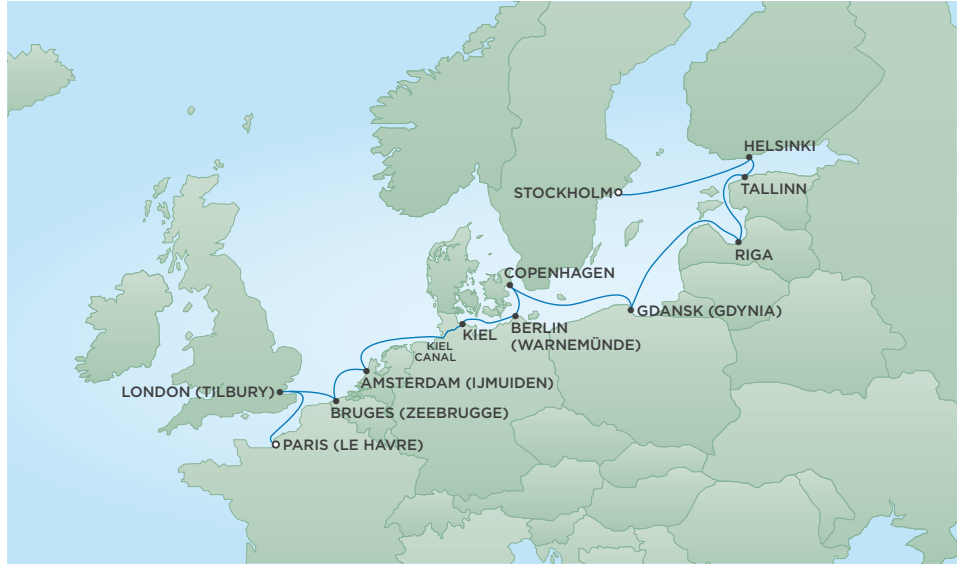 HELSINKI
STOCKHOLM
TALLINN
RIGA
COPENHAGEN
GDANSK (GDYNIA)
BERLIN
(WARNEMÜNDE)
KIEL
KIEL
CANAL
AMSTERDAM (IJMUIDEN)
LONDON (TILBURY)
BRUGES (ZEEBRUGGE)
PARIS (LE HAVRE)